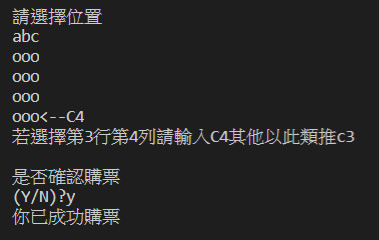 請選擇位置
abc
ooo
ooo
ooo
ooo<--C4
若選擇第3行第4列請輸入C4其他以此類推c3
是否確認購票
(Y/N)?y
你已成功購票